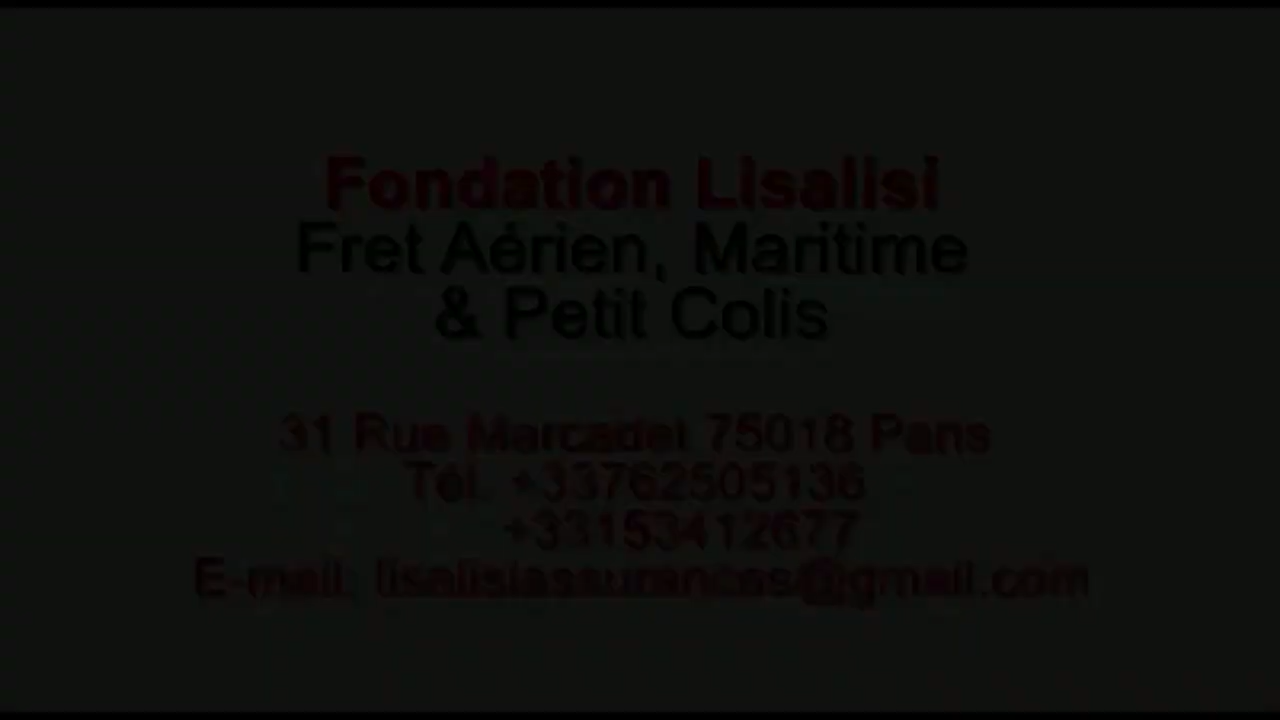 Fondation Lisalisi
Fret Aérien, Maritime
& Petit Colis
31 Rue Marcadet 75018 Paris
Tél. +33762505136
+33153412677
E-mail: lisalisiassurances@gmail.com